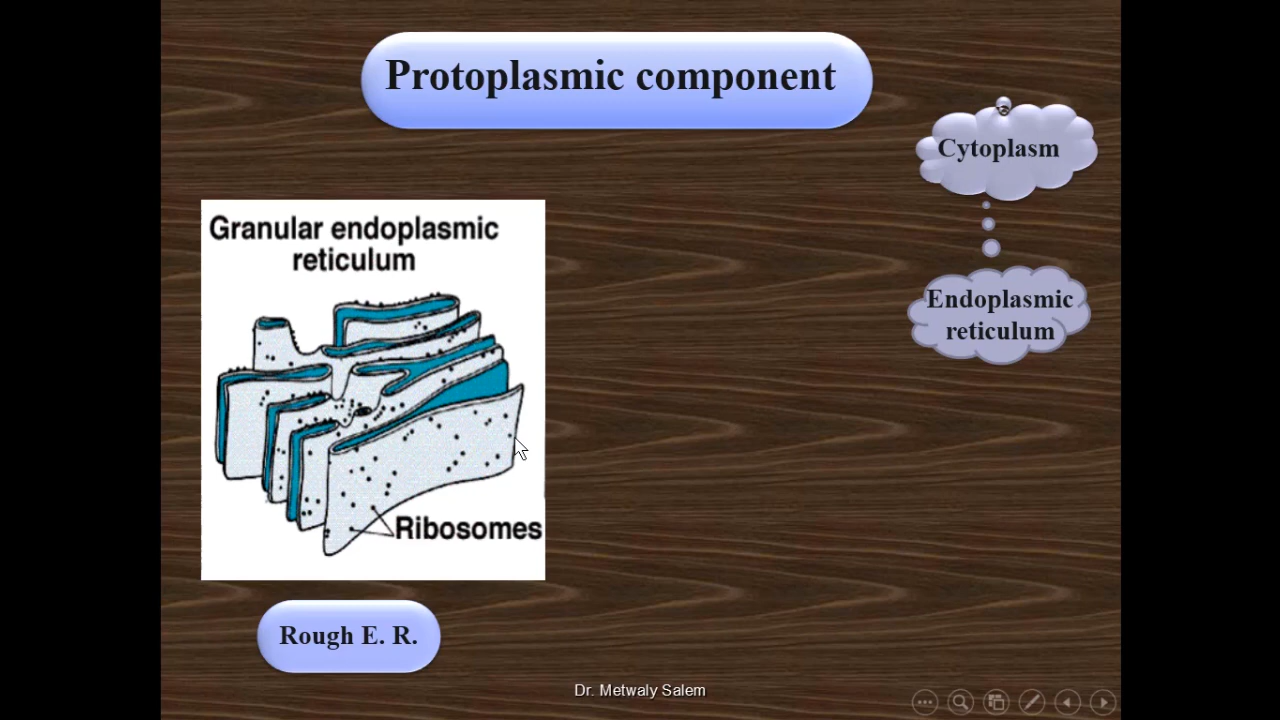 Protoplasmic component
Cytoplasm
Endoplasmic
reticulum
Granular endoplasmic
reticulum
Ribosomes
Rough E. R.
Dr. Metwaly Salem